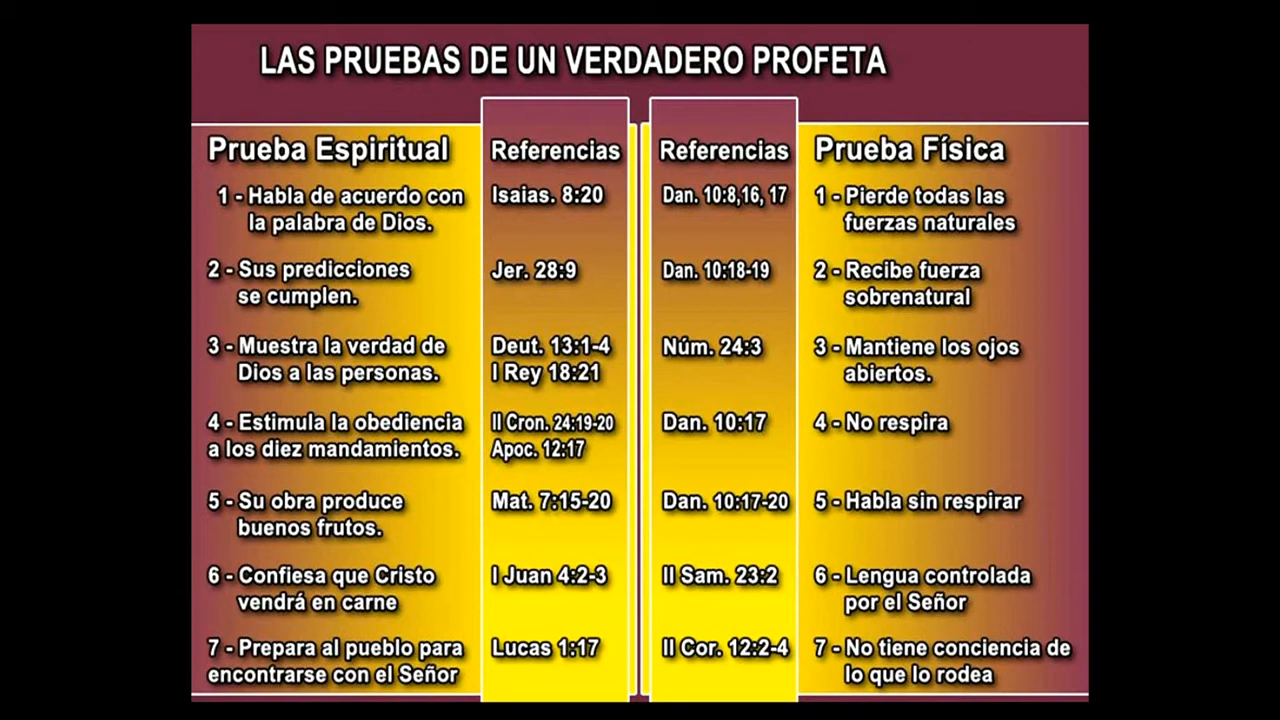 LAS PRUEBAS DE UN VERDADERO PROFETA
Prueba Espiritual
1 - Habla de acuerdo con
la palabra de Dios.
2 - Sus predicciones
se cumplen.
3 - Muestra la verdad de
Dios a las personas.
4 - Estimula la obediencia
a los diez mandamientos.
5 - Su obra produce
buenos frutos.
6 - Confiesa que Cristo
vendrá en carne
7 - Prepara al pueblo para
encontrarse con el Señor
Referencias
Isaias. 8:20
Jer. 28:9
Deut. 13:1-4
I Rey 18:21
II Cron. 24:19-20
Apoc. 12:17
Mat. 7:15-20
I Juan 4:2-3
Lucas 1:17
Referencias
Dan. 10:8,16, 17
Dan. 10:18-19
Núm. 24:3
Dan. 10:17
Dan. 10:17-20
II Sam. 23:2
II Cor. 12:2-4
Prueba Física
1 - Pierde todas las
fuerzas naturales
2 - Recibe fuerza
sobrenatural
3 - Mantiene los ojos
abiertos.
4 - No respira
5 - Habla sin respirar
6 - Lengua controlada
por el Señor
7 - No tiene conciencia de
lo que lo rodea